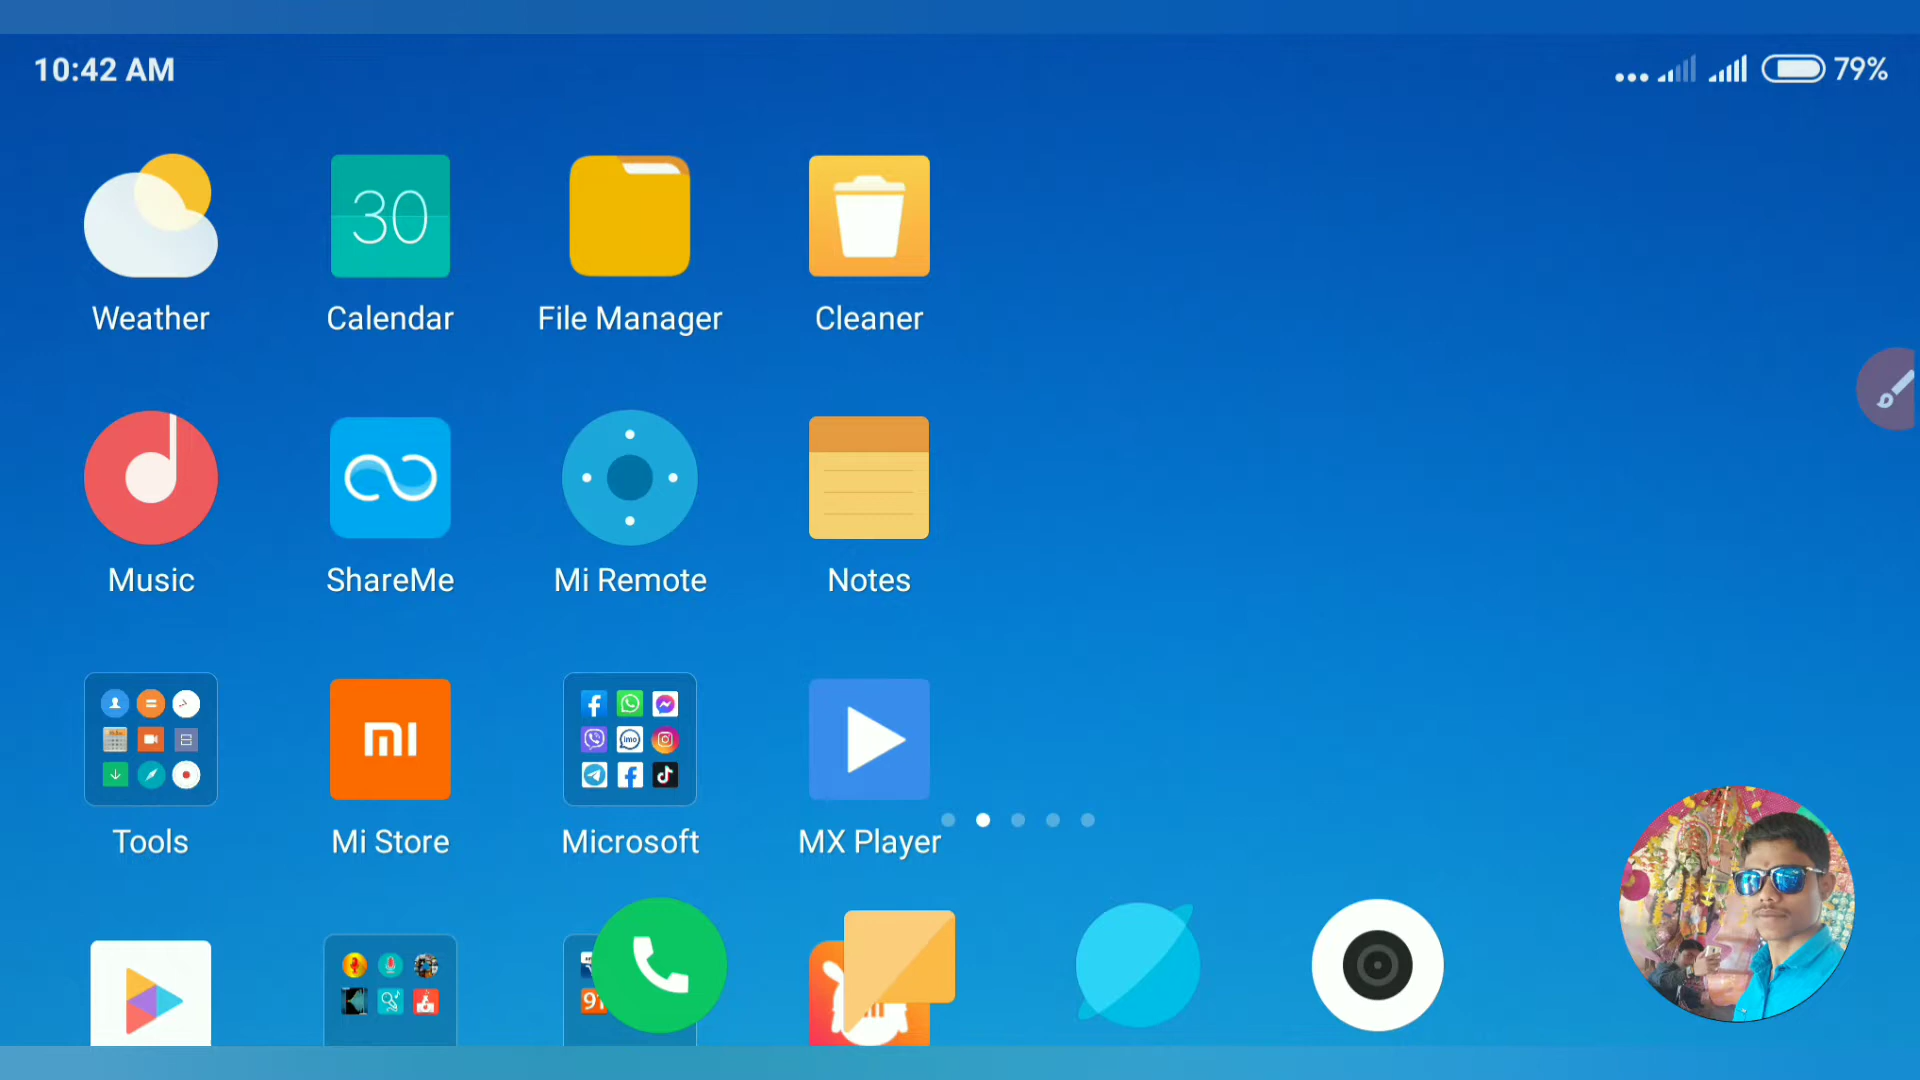 10:42 AM
79%
30
Weather
Calendar
File Manager
Cleaner
Music
ShareMe
Mi Remote
Notes
mi
imo
Tools
Mi Store
Microsoft
MX Player